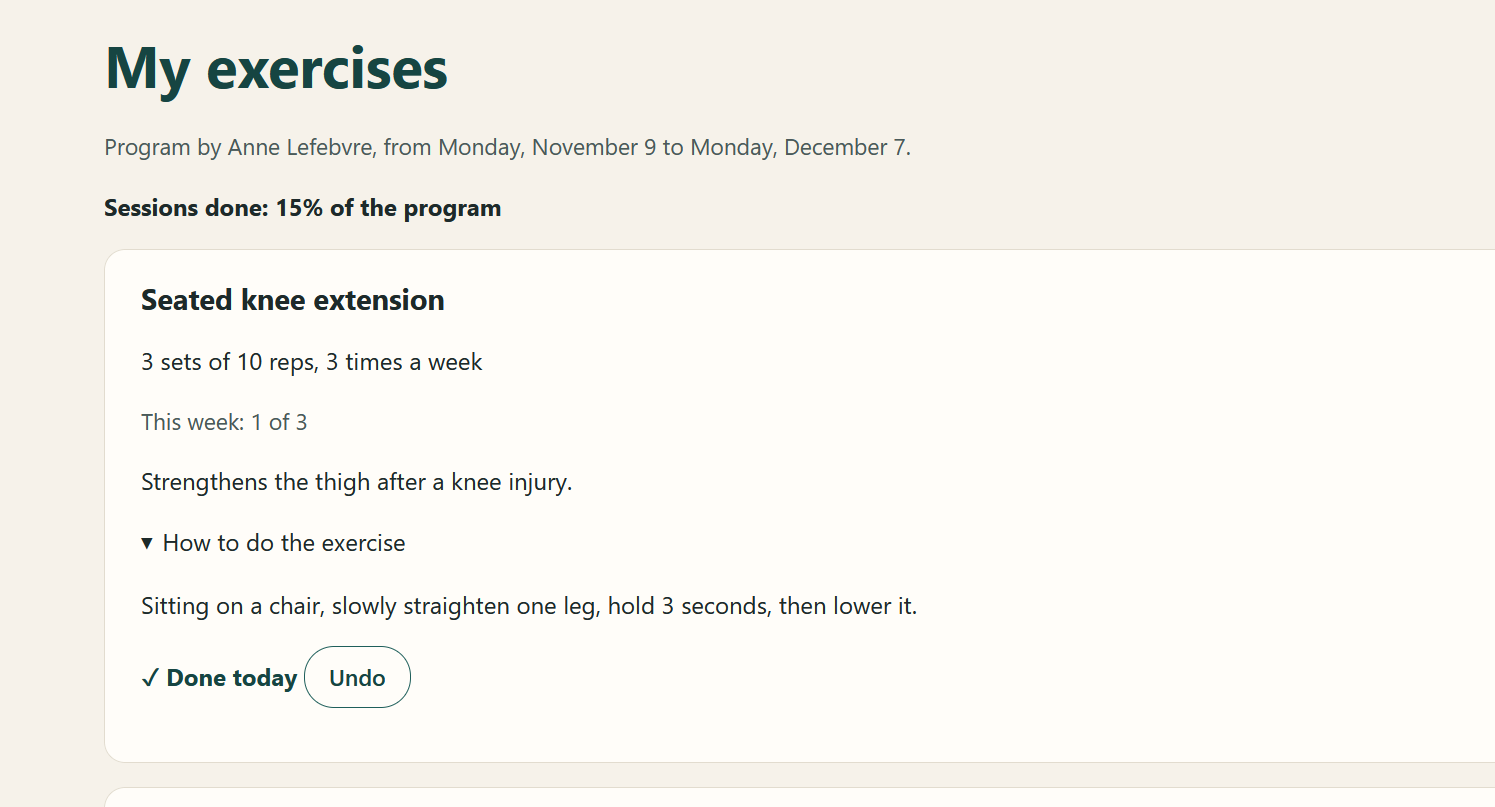 My exercises
Program by Anne Lefebvre, from Monday, November 9 to Monday, December 7.
Sessions done: 15% of the program
Seated knee extension
3 sets of 10 reps, 3 times a week
This week: 1 of 3
Strengthens the thigh after a knee injury.
▼ How to do the exercise
Sitting on a chair, slowly straighten one leg, hold 3 seconds, then lower it.
✓ Done today Undo